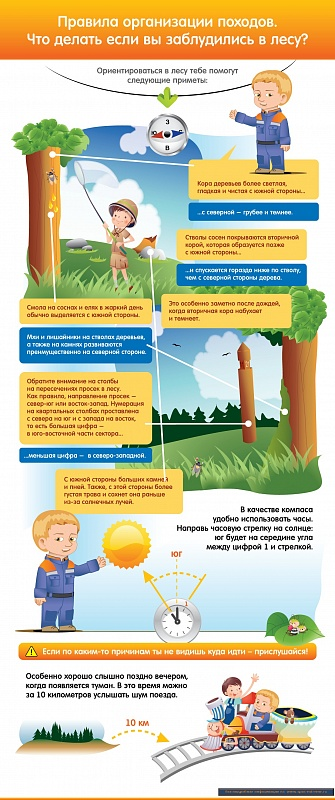 Правила организации походов.
Что делать если вы заблудились в лесу?
Ориентироваться в лесу тебе помогут
следующие приметы:
З
Ю
С
В
Кора деревьев более светлая,
гладкая и чистая с южной стороны...
...с северной – грубее и темнее.
Стволы сосен покрываются вторичной
корой, которая образуется позже
с южной стороны...
...и спускается гораздо ниже по стволу,
чем с северной стороны дерева.
Это особенно заметно после дождей,
когда вторичная кора набухает
и темнеет.
Смола на соснах и елях в жаркий день
обычно выделяется с южной стороны.
Мхи и лишайники на стволах деревьев,
а также на камнях развиваются
преимущественно на северной стороне.
Обратите внимание на столбы
на пересечениях просек в лесу.
Как правило, направление просек –
север-юг или восток-запад. Нумерация
на квартальных столбах проставлена
с севера на юг и с запада на восток,
то есть большая цифра –
в юго-восточной части сектора...
...меньшая цифра – в северо-западной.
С южной стороны больших камней
и пней. Также, с этой стороны более
густая трава и сохнет она раньше
из-за солнечных лучей.
В качестве компаса
удобно использовать часы.
Направь часовую стрелку на солнце:
юг будет на середине угла
между цифрой 1 и стрелкой.
ЮГ
1
Если по каким-то причинам ты не видишь куда идти – прислушайся!
Особенно хорошо слышно поздно вечером,
когда появляется туман. В это время можно
за 10 километров услышать шум поезда.
10 км